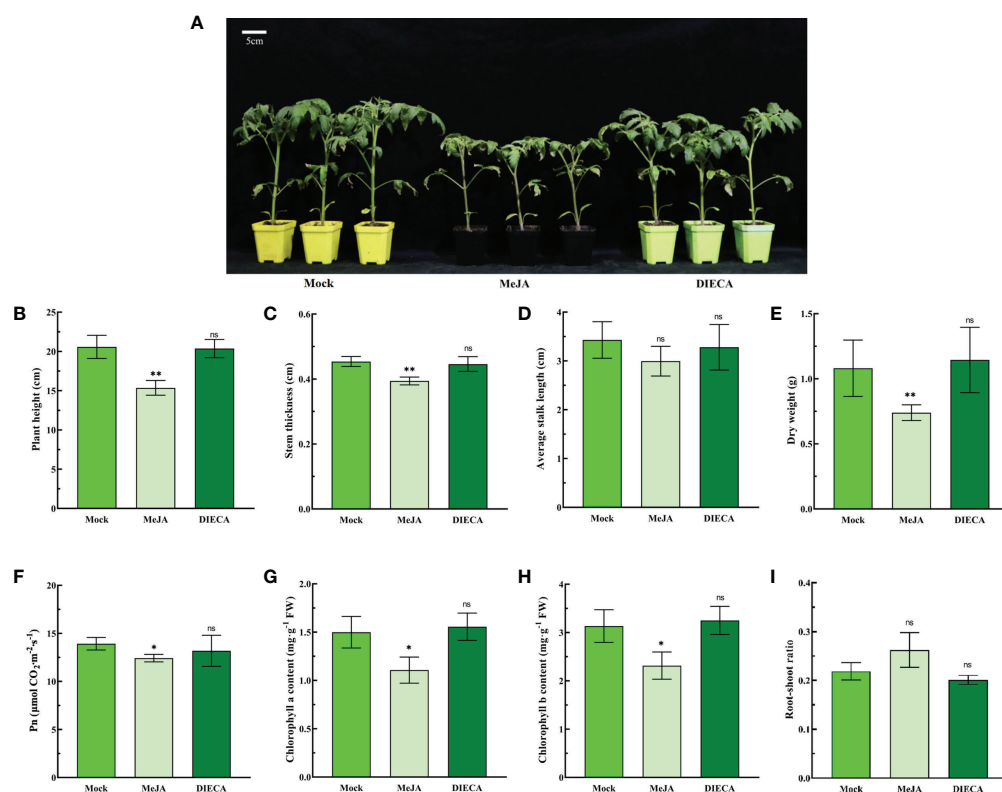 A
5cm
Mock MeJA DIECA
B
Plant height (cm)
25
20
15
10
5
0
**
ns
Mock MeJA DIECA
C
Stem thickness (cm)
0.6
0.4
0.2
0.0
**
ns
Mock MeJA DIECA
D
Average stalk length (cm)
5
4
3
2
1
0
ns
ns
Mock MeJA DIECA
E
Dry weight (g)
1.5
1.0
0.5
0.0
**
ns
Mock MeJA DIECA
F
Pn (μmol CO₂·m⁻²·s⁻¹)
20
15
10
5
0
*
ns
Mock MeJA DIECA
G
Chlorophyll a content (mg·g⁻¹ FW)
2.0
1.5
1.0
0.5
0.0
*
ns
Mock MeJA DIECA
H
Chlorophyll b content (mg·g⁻¹ FW)
4
3
2
1
0
*
ns
Mock MeJA DIECA
I
Root-shoot ratio
0.4
0.3
0.2
0.1
0.0
ns
ns
Mock MeJA DIECA